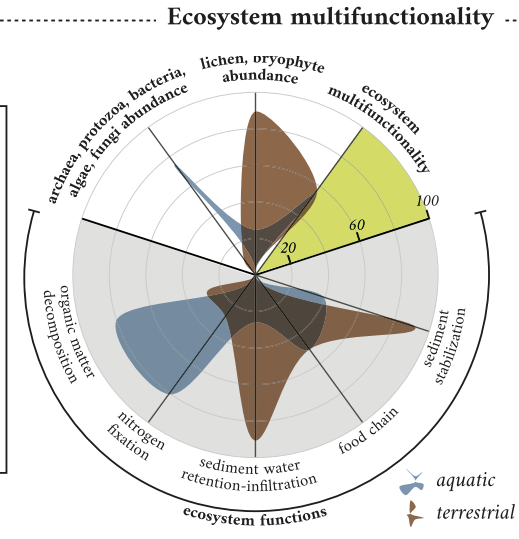 Ecosystem multifunctionality
archaea, protozoa, bacteria,
algae, fungi abundance
lichen, bryophyte
abundance
ecosystem
multifunctionality
100
60
20
sediment
stabilization
food chain
sediment water
retention-infiltration
nitrogen
fixation
organic matter
decomposition
ecosystem functions
aquatic
terrestrial